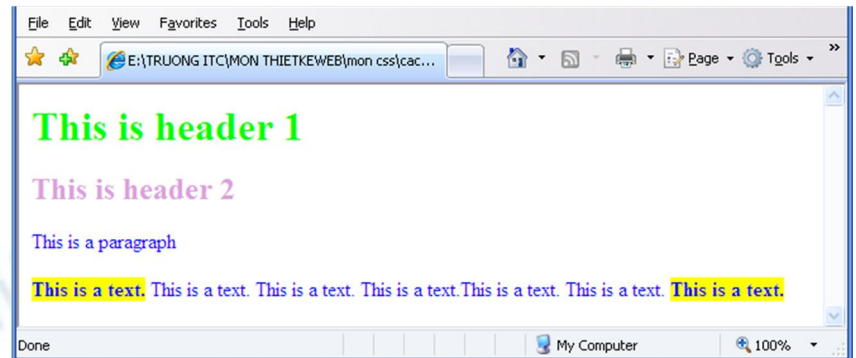 File Edit View Favorites Tools Help
E:\TRUONG ITC\MON THIETKEWEB\mon css\cac... Page Tools »
This is header 1
This is header 2
This is a paragraph
This is a text. This is a text. This is a text. This is a text.This is a text. This is a text. This is a text.
Done My Computer 100%